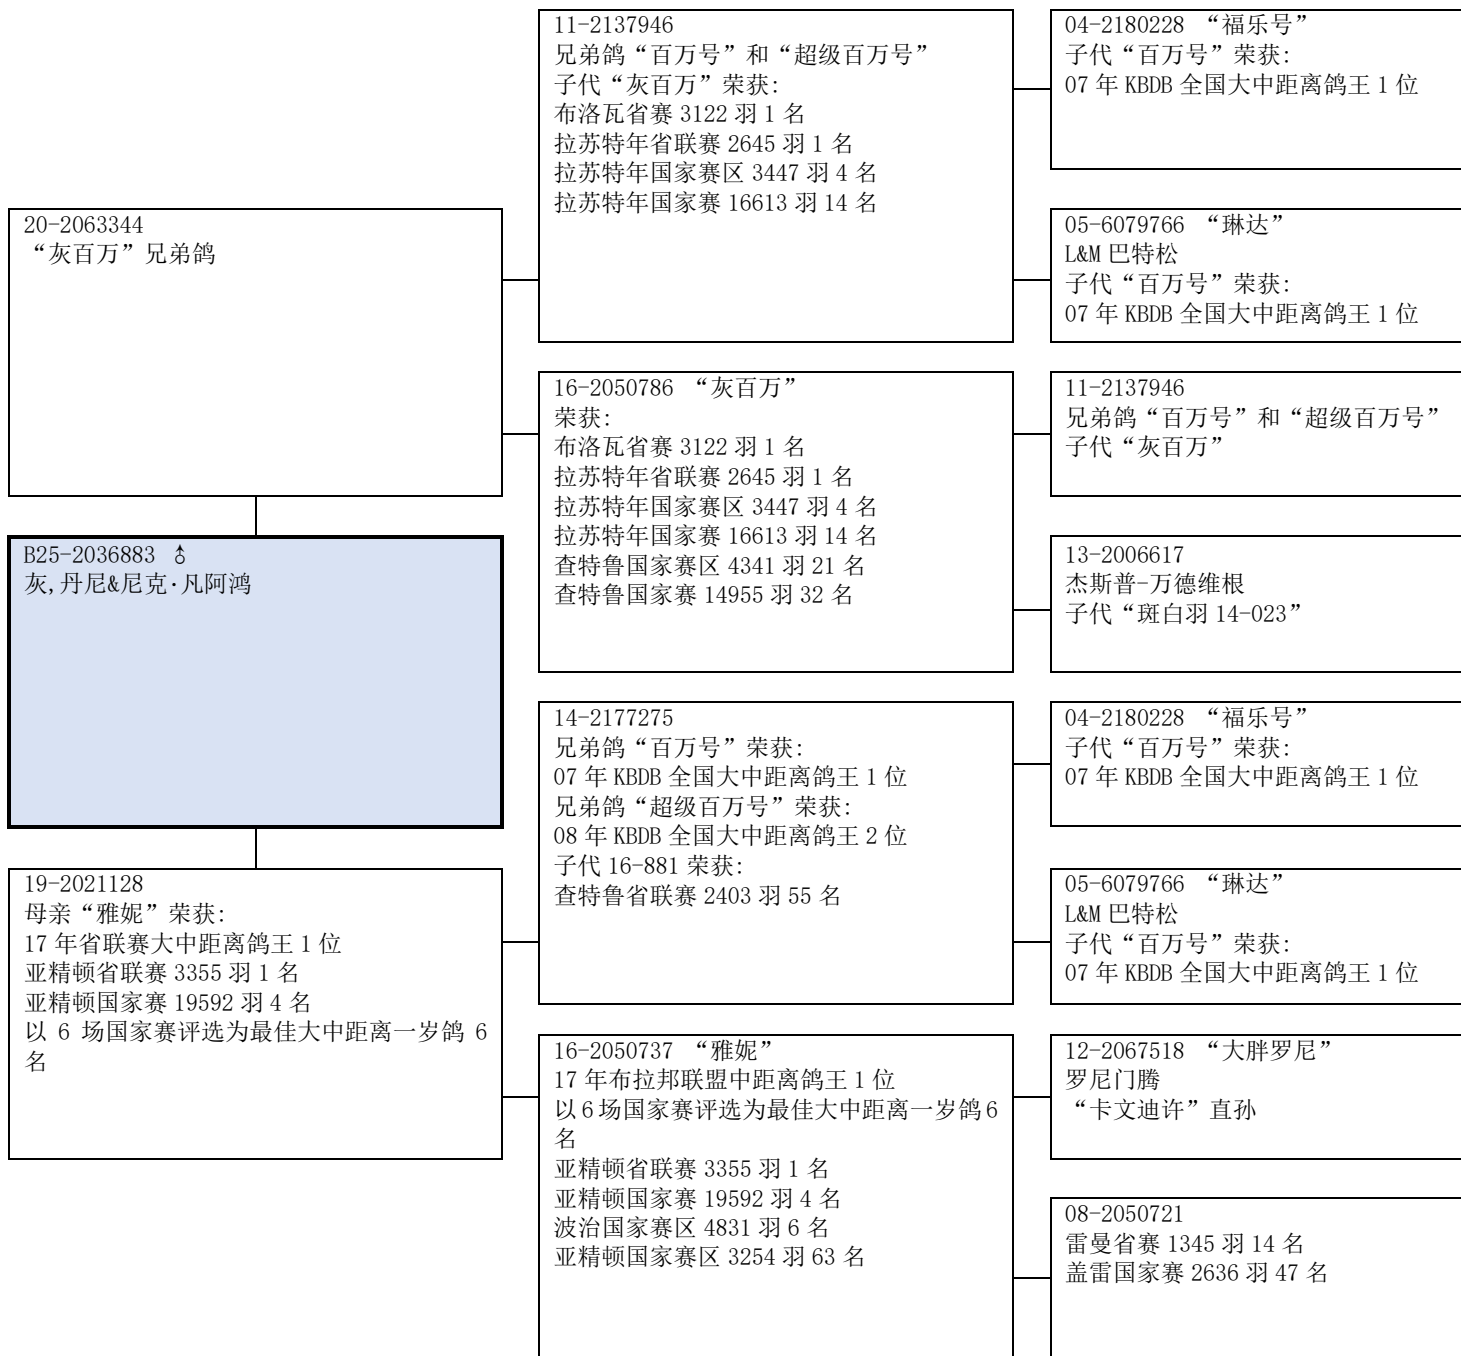 20-2063344
“灰百万”兄弟鸽
B25-2036883 ♂
灰,丹尼&尼克·凡阿鸿
19-2021128
母亲“雅妮”荣获:
17 年省联赛大中距离鸽王 1 位
亚精顿省联赛 3355 羽 1 名
亚精顿国家赛 19592 羽 4 名
以 6 场国家赛评选为最佳大中距离一岁鸽 6
名
11-2137946
兄弟鸽“百万号”和“超级百万号”
子代“灰百万”荣获:
布洛瓦省赛 3122 羽 1 名
拉苏特年省联赛 2645 羽 1 名
拉苏特年国家赛区 3447 羽 4 名
拉苏特年国家赛 16613 羽 14 名
16-2050786 “灰百万”
荣获:
布洛瓦省赛 3122 羽 1 名
拉苏特年省联赛 2645 羽 1 名
拉苏特年国家赛区 3447 羽 4 名
拉苏特年国家赛 16613 羽 14 名
查特鲁国家赛区 4341 羽 21 名
查特鲁国家赛 14955 羽 32 名
14-2177275
兄弟鸽“百万号”荣获:
07 年 KBDB 全国大中距离鸽王 1 位
兄弟鸽“超级百万号”荣获:
08 年 KBDB 全国大中距离鸽王 2 位
子代 16-881 荣获:
查特鲁省联赛 2403 羽 55 名
16-2050737 “雅妮”
17 年布拉邦联盟中距离鸽王 1 位
以 6 场国家赛评选为最佳大中距离一岁鸽 6
名
亚精顿省联赛 3355 羽 1 名
亚精顿国家赛 19592 羽 4 名
波治国家赛区 4831 羽 6 名
亚精顿国家赛区 3254 羽 63 名
04-2180228 “福乐号”
子代“百万号”荣获:
07 年 KBDB 全国大中距离鸽王 1 位
05-6079766 “琳达”
L&M 巴特松
子代“百万号”荣获:
07 年 KBDB 全国大中距离鸽王 1 位
11-2137946
兄弟鸽“百万号”和“超级百万号”
子代“灰百万”
13-2006617
杰斯普-万德维根
子代“斑白羽 14-023”
04-2180228 “福乐号”
子代“百万号”荣获:
07 年 KBDB 全国大中距离鸽王 1 位
05-6079766 “琳达”
L&M 巴特松
子代“百万号”荣获:
07 年 KBDB 全国大中距离鸽王 1 位
12-2067518 “大胖罗尼”
罗尼门腾
“卡文迪许”直孙
08-2050721
雷曼省赛 1345 羽 14 名
盖雷国家赛 2636 羽 47 名